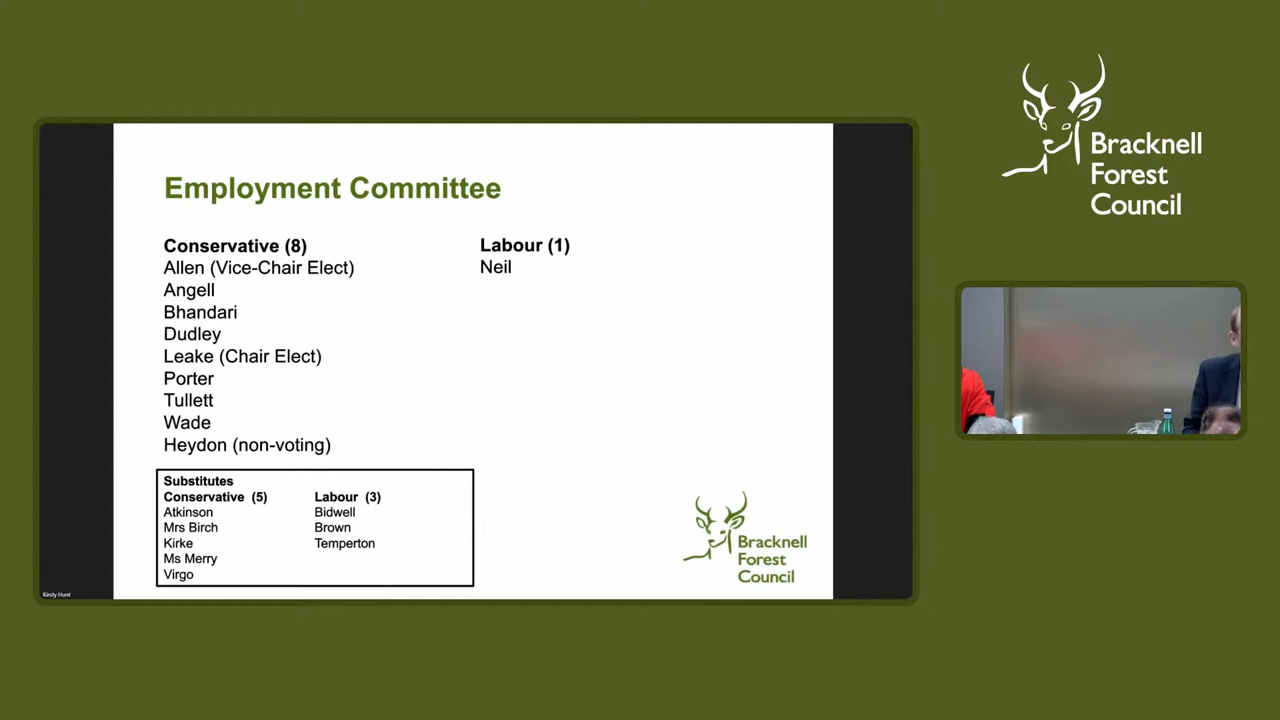 Employment Committee
Conservative (8)
Allen (Vice-Chair Elect)
Angell
Bhandari
Dudley
Leake (Chair Elect)
Porter
Tullett
Wade
Heydon (non-voting)
Labour (1)
Neil
Substitutes
Conservative (5)
Atkinson
Mrs Birch
Kirke
Ms Merry
Virgo
Labour (3)
Bidwell
Brown
Temperton
Bracknell
Forest
Council
Kirsty Hunt
Bracknell
Forest
Council